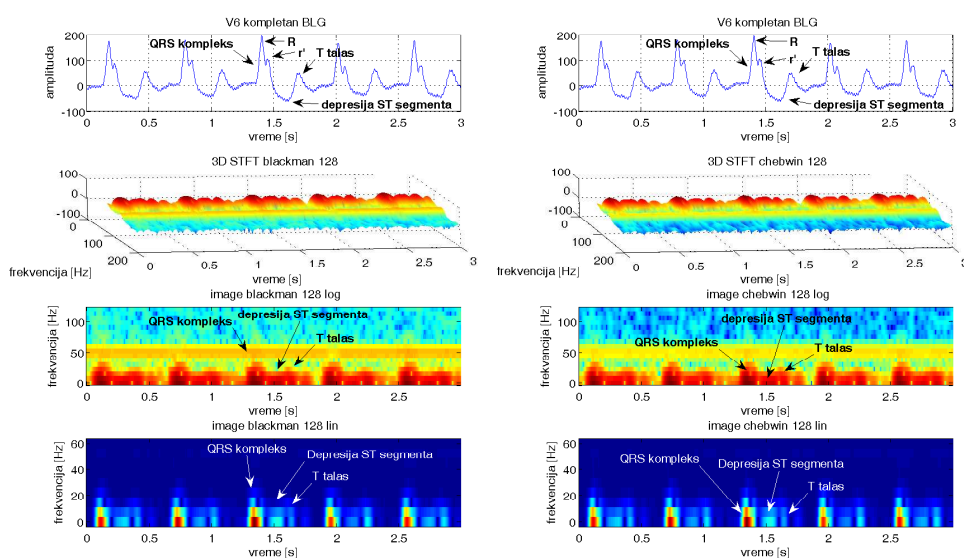 V6 kompletan BLG
amplituda
200
100
0
-100
QRS kompleks
R
r'
T talas
depresija ST segmenta
0 0.5 1 1.5 2 2.5 3
vreme [s]
V6 kompletan BLG
amplituda
200
100
0
-100
QRS kompleks
R
r'
T talas
depresija ST segmenta
0 0.5 1 1.5 2 2.5 3
vreme [s]
3D STFT blackman 128
100
0
-100
0
100
200
frekvencija [Hz]
0 0.5 1 1.5 2 2.5 3
vreme [s]
3D STFT chebwin 128
100
0
-100
0
100
200
frekvencija [Hz]
0 0.5 1 1.5 2 2.5 3
vreme [s]
image blackman 128 log
frekvencija [Hz]
100
50
0
depresija ST segmenta
QRS kompleks
T talas
0 0.5 1 1.5 2 2.5
vreme [s]
image chebwin 128 log
frekvencija [Hz]
100
50
0
depresija ST segmenta
QRS kompleks
T talas
0 0.5 1 1.5 2 2.5
vreme [s]
image blackman 128 lin
frekvencija [Hz]
60
40
20
0
QRS kompleks
Depresija ST segmenta
T talas
0 0.5 1 1.5 2 2.5
vreme [s]
image chebwin 128 lin
frekvencija [Hz]
60
40
20
0
QRS kompleks
Depresija ST segmenta
T talas
0 0.5 1 1.5 2 2.5
vreme [s]